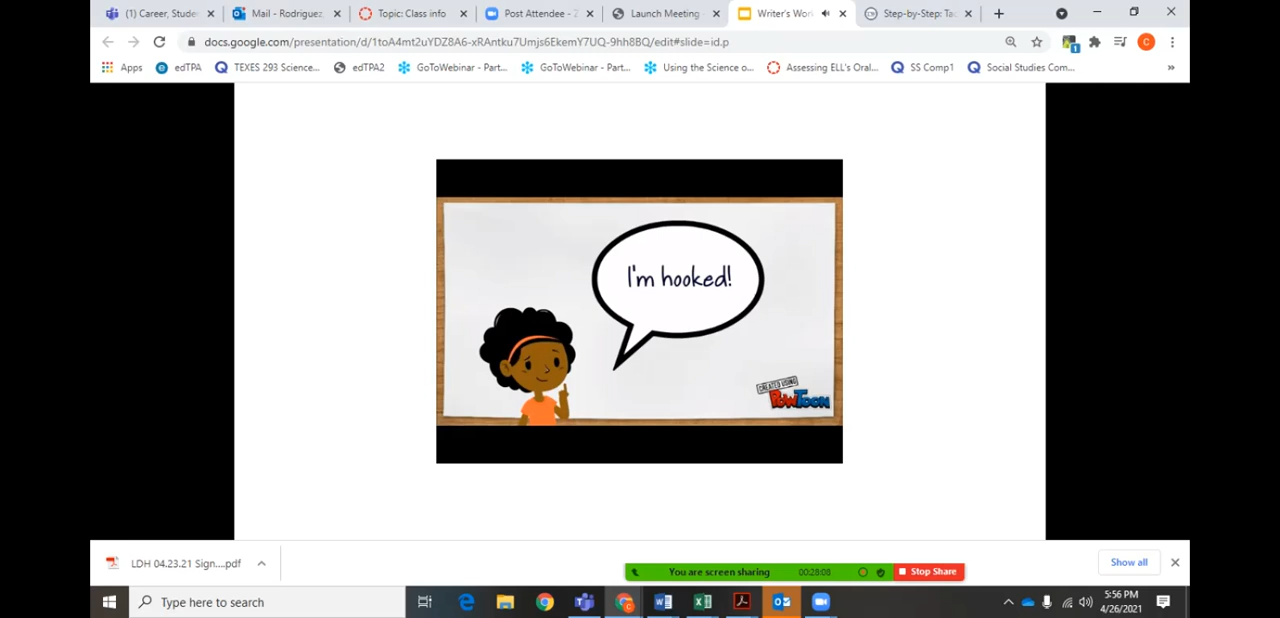 (1) Career, Stude
Mail - Rodriguez,
Topic: Class info
Post Attendee - Z
Launch Meeting
Writer's Wor
Step-by-Step: Ta
docs.google.com/presentation/d/1toA4mt2uYDZ8A6-xRAntku7Umjs6EkemY7UQ-9hh8BQ/edit#slide=id.p
Apps
edTPA
TEXES 293 Science...
edTPA2
GoToWebinar - Part...
GoToWebinar - Part...
Using the Science o...
Assessing ELL's Oral...
SS Comp1
Social Studies Com...
»
I'm hooked!
CREATED USING
POWTOON
LDH 04.23.21 Sign....pdf
Show all
You are screen sharing
00:28:08
Stop Share
Type here to search
5:56 PM
4/26/2021